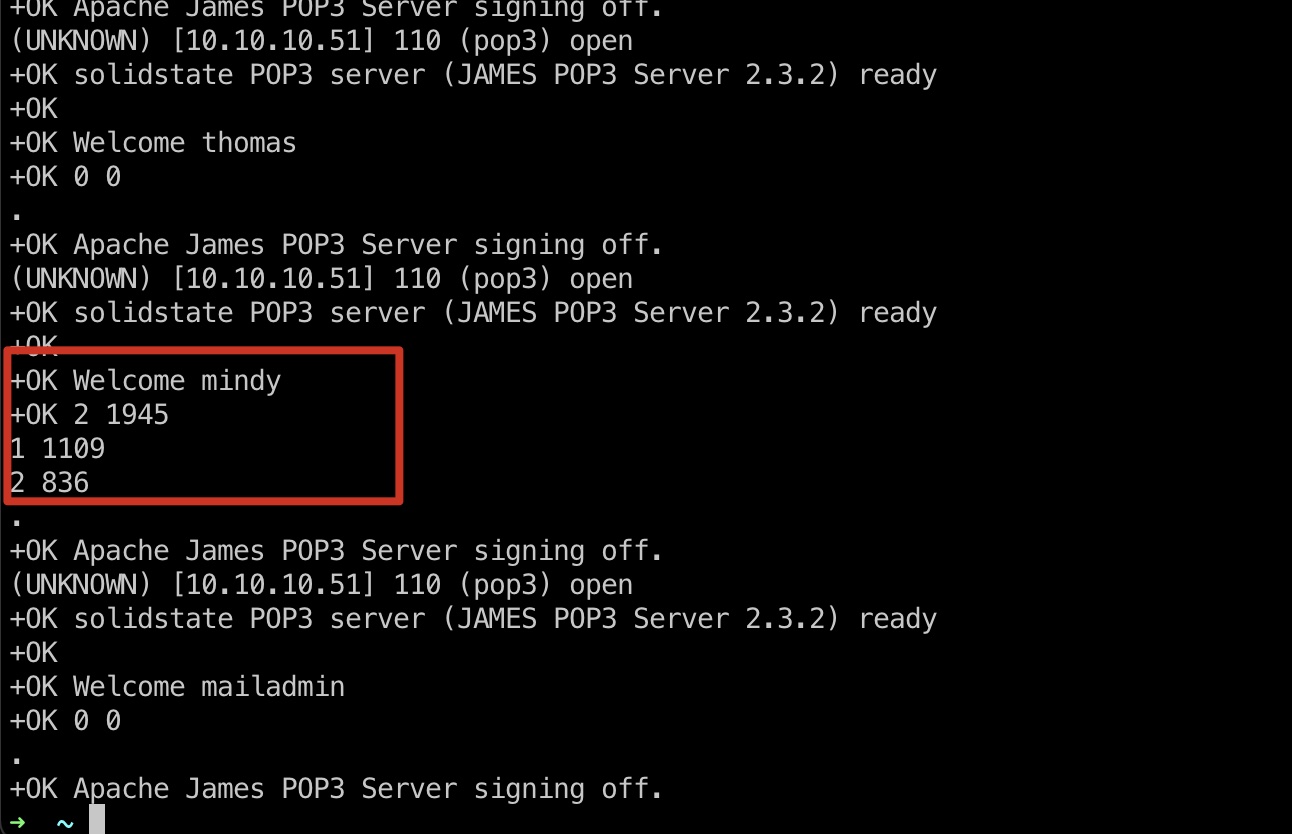 +OK Apache James POP3 Server signing off.
(UNKNOWN) [10.10.10.51] 110 (pop3) open
+OK solidstate POP3 server (JAMES POP3 Server 2.3.2) ready
+OK
+OK Welcome thomas
+OK 0 0
.
+OK Apache James POP3 Server signing off.
(UNKNOWN) [10.10.10.51] 110 (pop3) open
+OK solidstate POP3 server (JAMES POP3 Server 2.3.2) ready
+OK
+OK Welcome mindy
+OK 2 1945
1 1109
2 836
.
+OK Apache James POP3 Server signing off.
(UNKNOWN) [10.10.10.51] 110 (pop3) open
+OK solidstate POP3 server (JAMES POP3 Server 2.3.2) ready
+OK
+OK Welcome mailadmin
+OK 0 0
.
+OK Apache James POP3 Server signing off.
→ ~